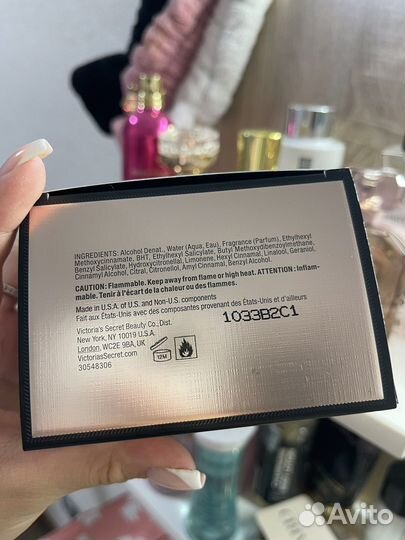 INGREDIENTS: Alcohol Denat., Water (Aqua, Eau), Fragrance (Parfum), Ethylhexyl
Methoxycinnamate, BHT, Ethylhexyl Salicylate, Butyl Methoxydibenzoylmethane,
Benzyl Salicylate, Hydroxycitronellal, Limonene, Hexyl Cinnamal, Linalool, Geraniol,
Cinnamyl Alcohol, Citral, Citronellol, Amyl Cinnamal, Benzyl Alcohol.
CAUTION: Flammable. Keep away from flame or high heat. ATTENTION: Inflam-
mable. Tenir à l'écart de la chaleur ou des flammes.
Made in U.S.A. of U.S. and Non-U.S. components
Fait aux États-Unis avec des composantes provenant des États-Unis et d'ailleurs
Victoria's Secret Beauty Co., Dist.
New York, NY 10019 U.S.A.
London, WC2E 9BA, UK
VictoriasSecret.com
30548306
12M
1033B2C1
Avito